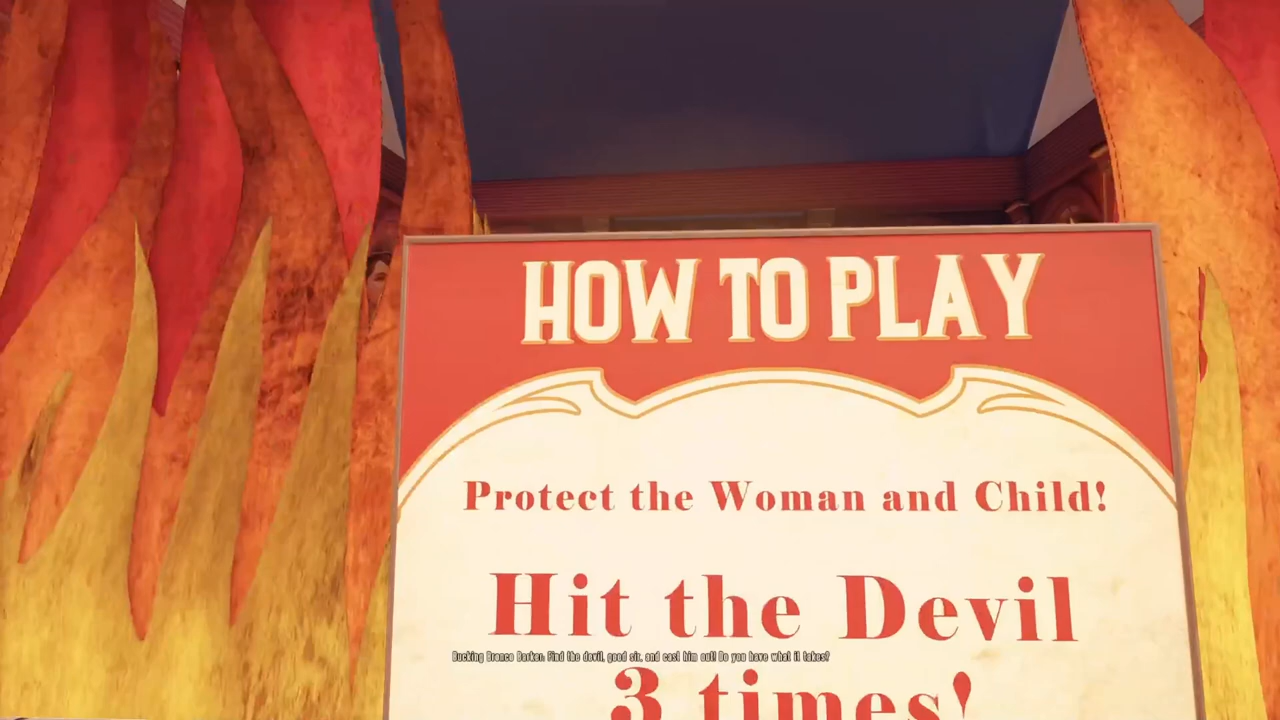 HOW TO PLAY
Protect the Woman and Child!
Hit the Devil
Bucking Bronco Barker: Find the devil, good sir, and cast him out! Do you have what it takes?
3 times!